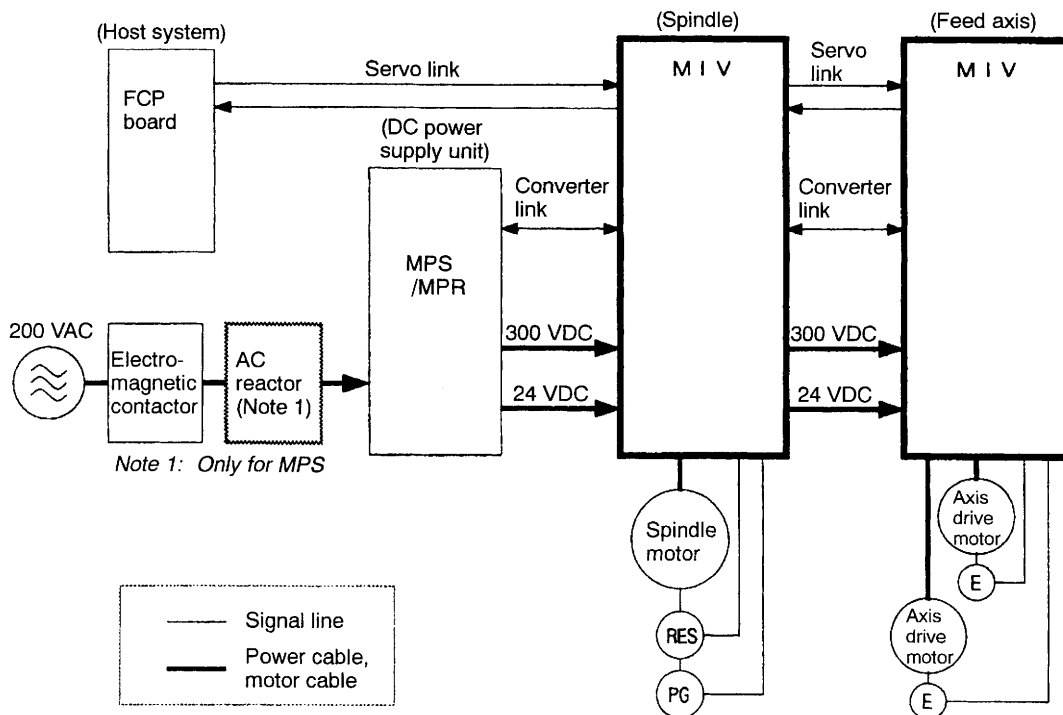 (Host system)
FCP
board
Servo link
(DC power
supply unit)
MPS
/MPR
Converter
link
300 VDC
24 VDC
200 VAC
Electro-
magnetic
contactor
AC
reactor
(Note 1)
Note 1:  Only for MPS
(Spindle)
MIV
Servo
link
Converter
link
300 VDC
24 VDC
(Feed axis)
MIV
Spindle
motor
RES
PG
Axis
drive
motor
E
Axis
drive
motor
E
Signal line
Power cable,
motor cable